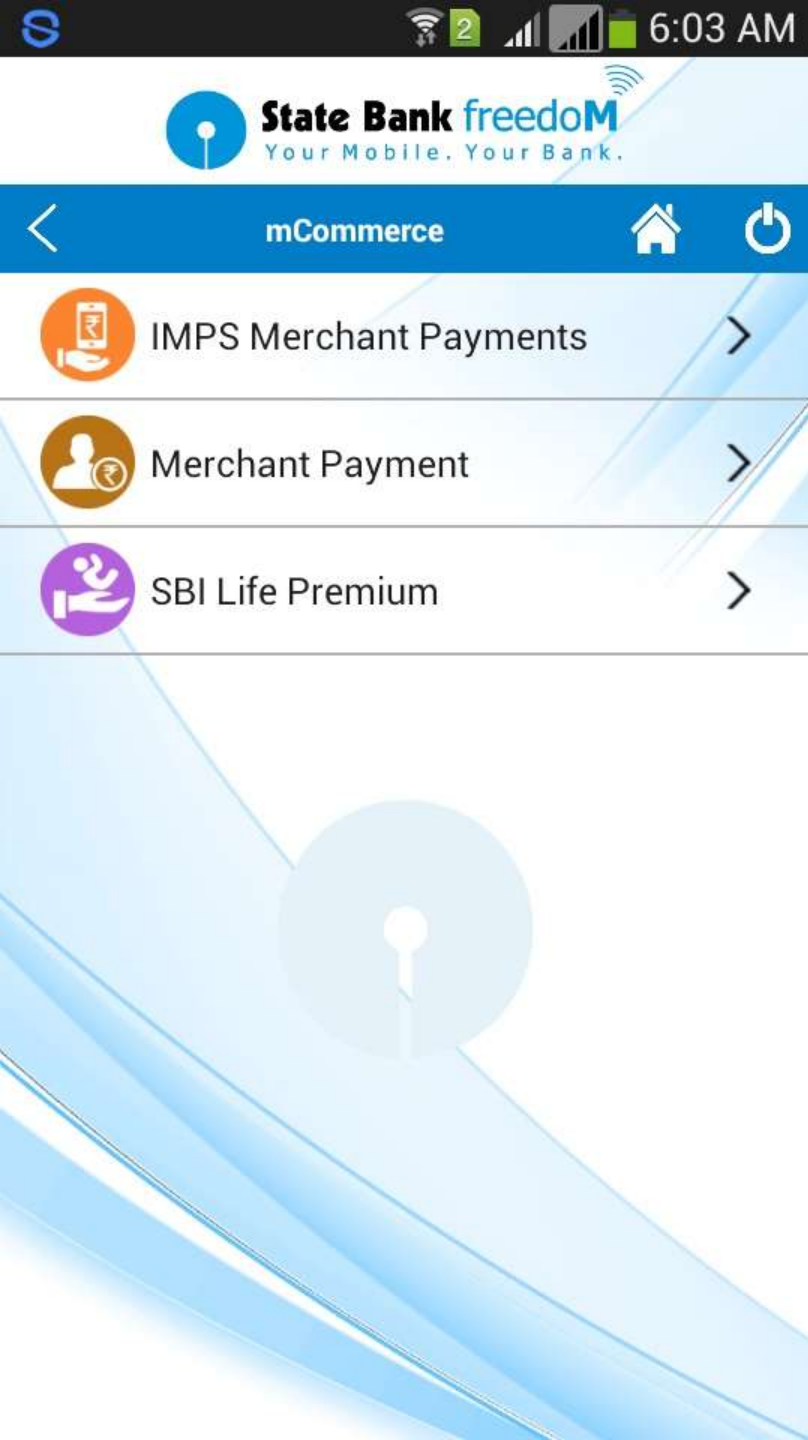 2 6:03 AM
State Bank freedoM
Your Mobile. Your Bank.
mCommerce
IMPS Merchant Payments
Merchant Payment
SBI Life Premium